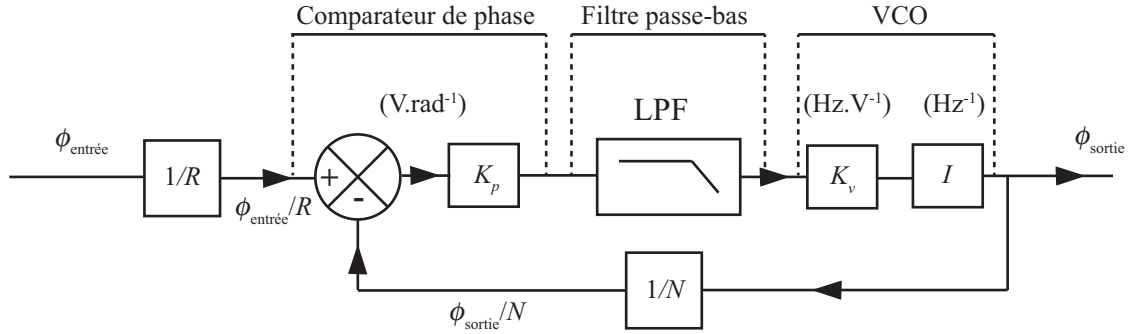 Comparateur de phase
Filtre passe-bas
VCO
(V.rad⁻¹)
LPF
(Hz.V⁻¹)
(Hz⁻¹)
ϕentrée
1/R
ϕentrée/R
+
-
Kp
Kv
I
ϕsortie
1/N
ϕsortie/N